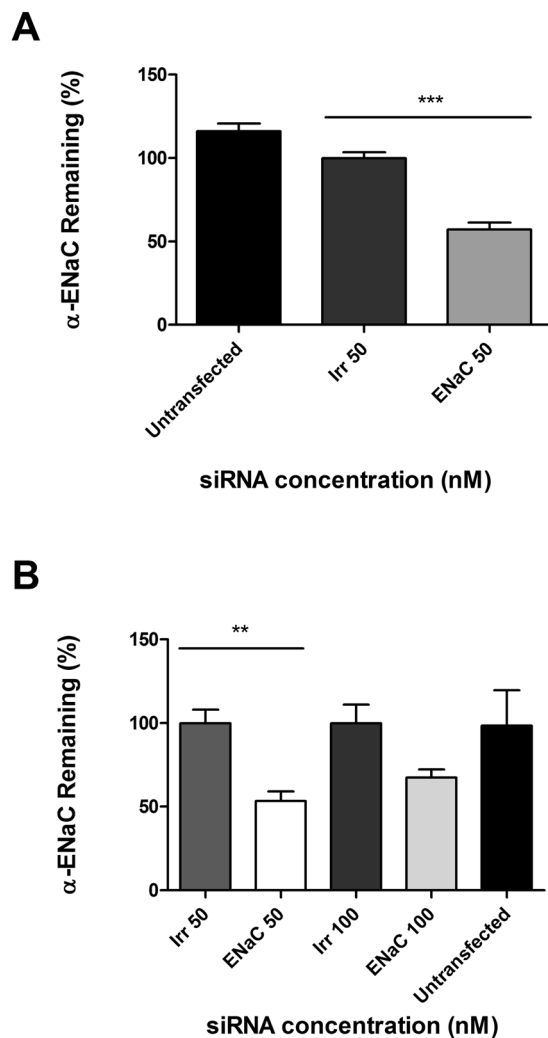 A
α-ENaC Remaining (%)
150
100
50
0
***
Untransfected
Irr 50
ENaC 50
siRNA concentration (nM)
B
α-ENaC Remaining (%)
150
100
50
0
**
Irr 50
ENaC 50
Irr 100
ENaC 100
Untransfected
siRNA concentration (nM)